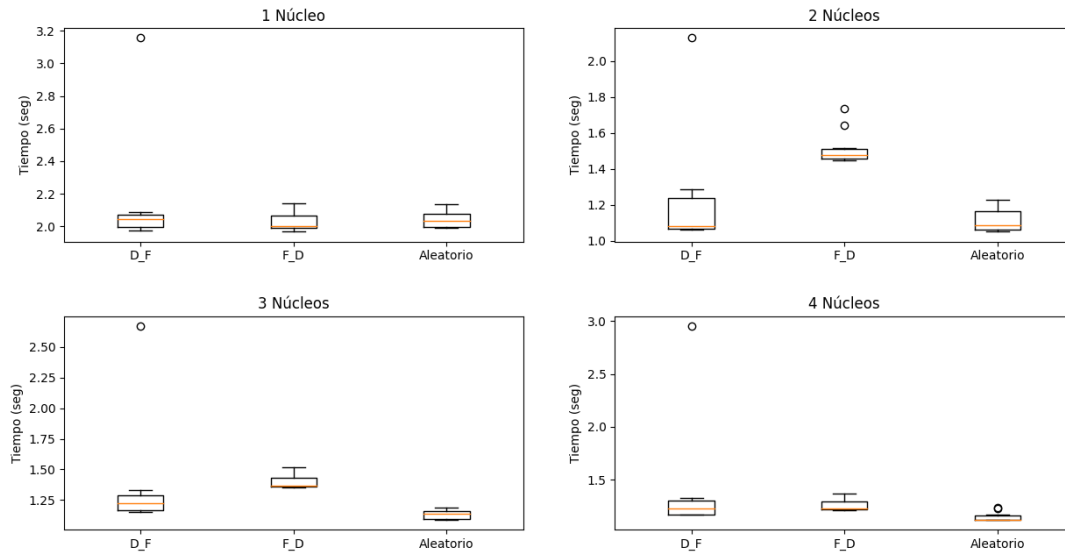 1 Núcleo
Tiempo (seg)
3.2
3.0
2.8
2.6
2.4
2.2
2.0
D_F
F_D
Aleatorio
2 Núcleos
Tiempo (seg)
2.0
1.8
1.6
1.4
1.2
1.0
D_F
F_D
Aleatorio
3 Núcleos
Tiempo (seg)
2.50
2.25
2.00
1.75
1.50
1.25
D_F
F_D
Aleatorio
4 Núcleos
Tiempo (seg)
3.0
2.5
2.0
1.5
D_F
F_D
Aleatorio